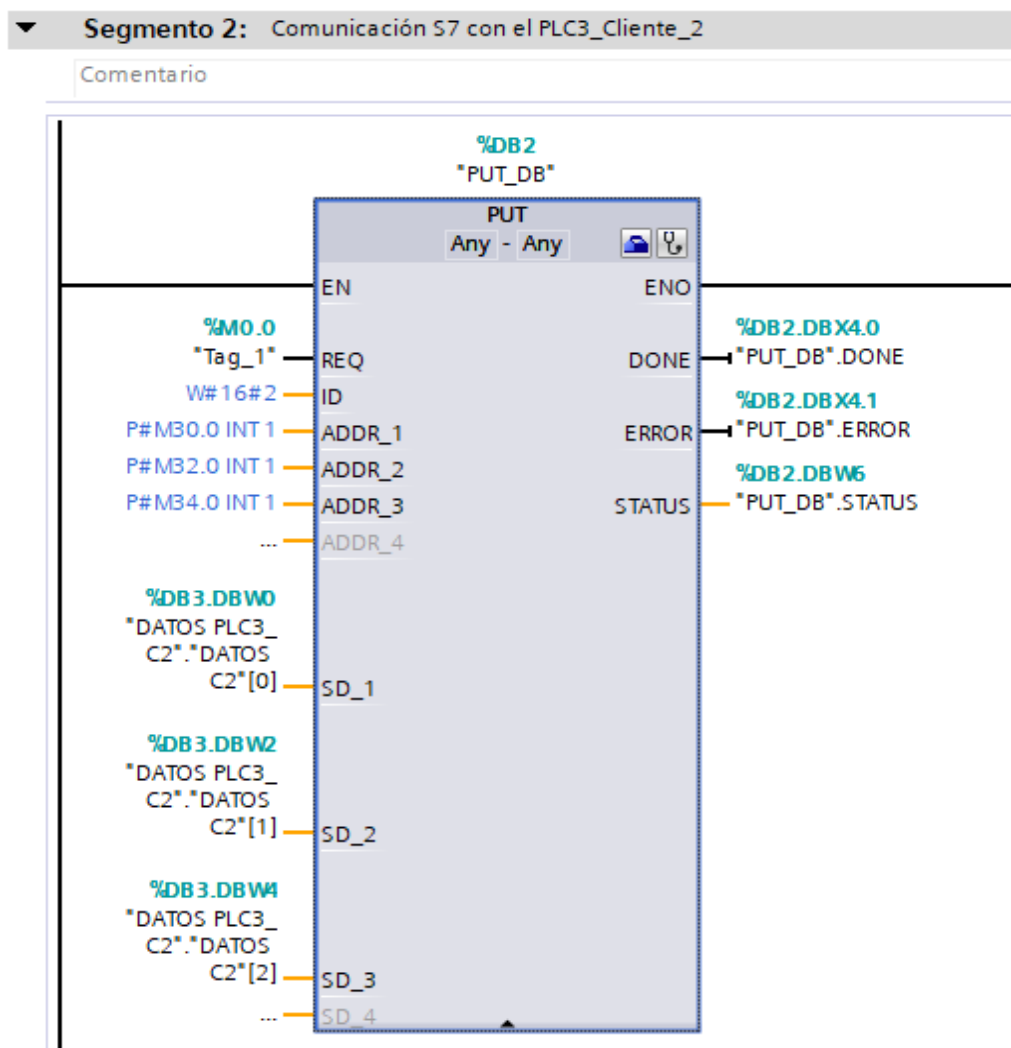 Segmento 2: Comunicación S7 con el PLC3_Cliente_2
Comentario
%DB2
"PUT_DB"
PUT
Any - Any
EN ENO
%M0.0
"Tag_1" REQ
%DB2.DBX4.0
DONE "PUT_DB".DONE
W#16#2 ID
%DB2.DBX4.1
P#M30.0 INT 1 ADDR_1
ERROR "PUT_DB".ERROR
P#M32.0 INT 1 ADDR_2
%DB2.DBW6
P#M34.0 INT 1 ADDR_3
STATUS "PUT_DB".STATUS
... ADDR_4
%DB3.DBW0
"DATOS PLC3_
C2"."DATOS
C2"[0] SD_1
%DB3.DBW2
"DATOS PLC3_
C2"."DATOS
C2"[1] SD_2
%DB3.DBW4
"DATOS PLC3_
C2"."DATOS
C2"[2] SD_3
... SD_4